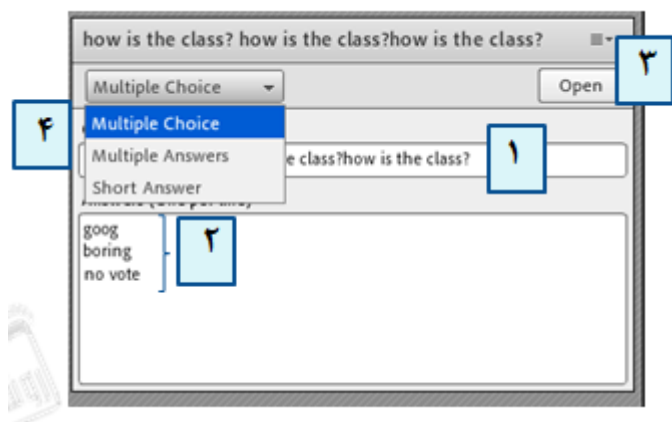 how is the class? how is the class?how is the class?
۳
Multiple Choice
Open
۴
Multiple Choice
Multiple Answers
class?how is the class?
۱
Short Answer
goog
۲
boring
no vote